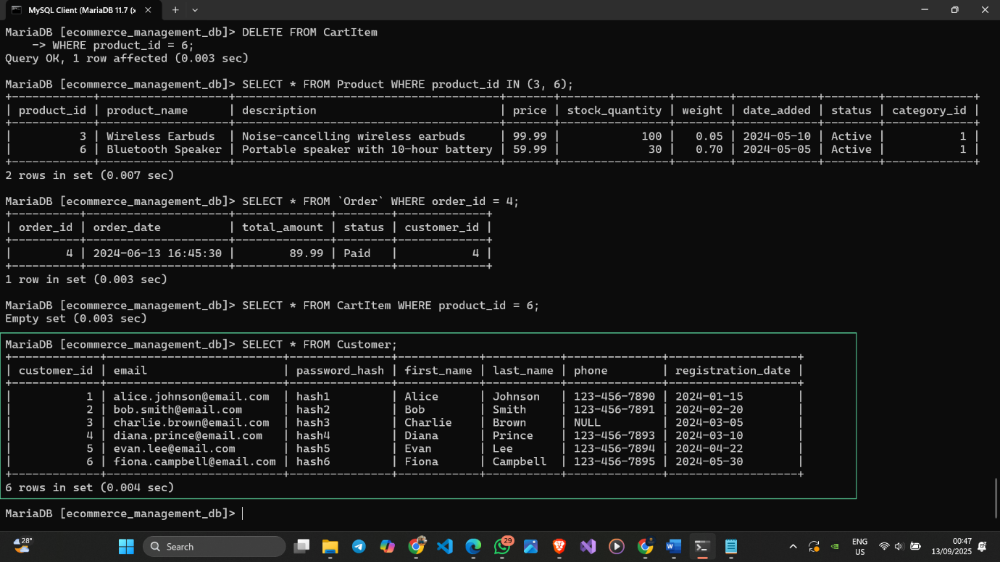 MySQL Client (MariaDB 11.7 (x
MariaDB [ecommerce_management_db]> DELETE FROM CartItem
    -> WHERE product_id = 6;
Query OK, 1 row affected (0.003 sec)
MariaDB [ecommerce_management_db]> SELECT * FROM Product WHERE product_id IN (3, 6);
| product_id | product_name | description | price | stock_quantity | weight | date_added | status | category_id |
| 3 | Wireless Earbuds | Noise-cancelling wireless earbuds | 99.99 | 100 | 0.05 | 2024-05-10 | Active | 1 |
| 6 | Bluetooth Speaker | Portable speaker with 10-hour battery | 59.99 | 30 | 0.70 | 2024-05-05 | Active | 1 |
2 rows in set (0.007 sec)
MariaDB [ecommerce_management_db]> SELECT * FROM `Order` WHERE order_id = 4;
| order_id | order_date | total_amount | status | customer_id |
| 4 | 2024-06-13 16:45:30 | 89.99 | Paid | 4 |
1 row in set (0.003 sec)
MariaDB [ecommerce_management_db]> SELECT * FROM CartItem WHERE product_id = 6;
Empty set (0.003 sec)
MariaDB [ecommerce_management_db]> SELECT * FROM Customer;
| customer_id | email | password_hash | first_name | last_name | phone | registration_date |
| 1 | alice.johnson@email.com | hash1 | Alice | Johnson | 123-456-7890 | 2024-01-15 |
| 2 | bob.smith@email.com | hash2 | Bob | Smith | 123-456-7891 | 2024-02-20 |
| 3 | charlie.brown@email.com | hash3 | Charlie | Brown | NULL | 2024-03-05 |
| 4 | diana.prince@email.com | hash4 | Diana | Prince | 123-456-7893 | 2024-03-10 |
| 5 | evan.lee@email.com | hash5 | Evan | Lee | 123-456-7894 | 2024-04-22 |
| 6 | fiona.campbell@email.com | hash6 | Fiona | Campbell | 123-456-7895 | 2024-05-30 |
6 rows in set (0.004 sec)
MariaDB [ecommerce_management_db]>
28°
Search
29
ENG
US
00:47
13/09/2025